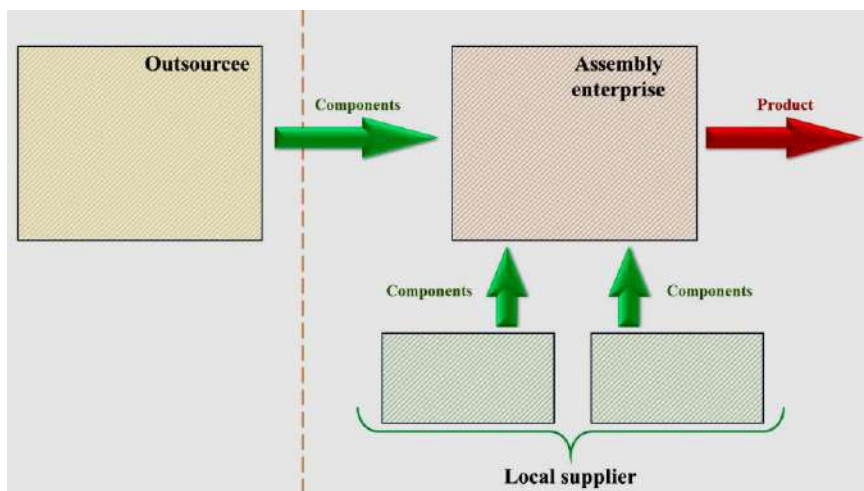 Outsourcee
Components
Assembly
enterprise
Product
Components
Components
Local supplier